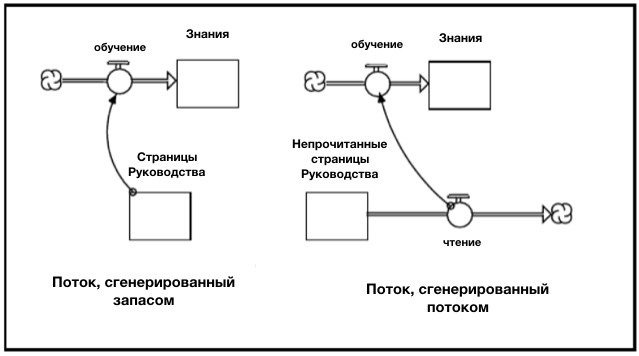 обучение
Знания
Страницы
Руководства
Поток, сгенерированный
запасом
обучение
Знания
Непрочитанные
страницы
Руководства
чтение
Поток, сгенерированный
потоком